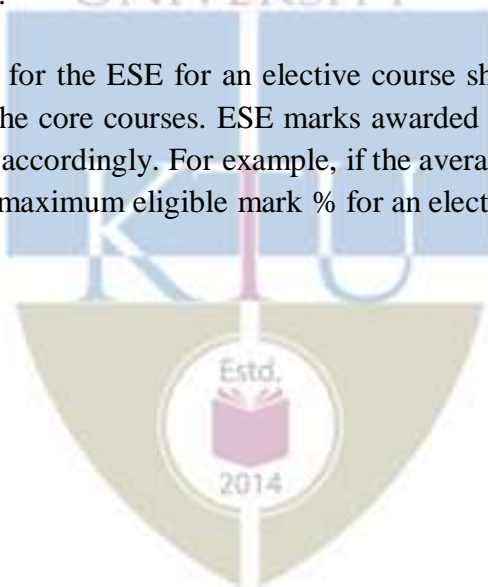 .
UNIVERSITY
for the ESE for an elective course sh
he core courses. ESE marks awarded
accordingly. For example, if the avera
maximum eligible mark % for an elect
KTU
Estd.
2014